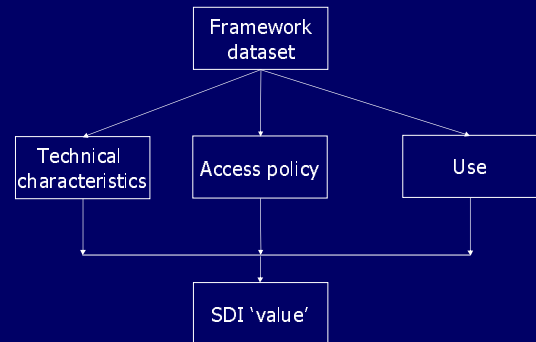 Framework
dataset
Technical
characteristics
Access policy
Use
SDI ‘value’